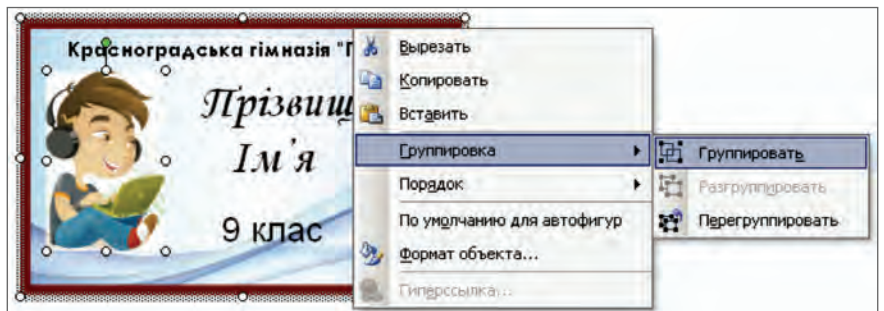 Красноградська гімназія "Г
Прізвищ
Ім'я
9 клас
Вырезать
Копировать
Вставить
Группировка
Порядок
По умолчанию для автофигур
Формат объекта...
Гиперссылка...
Группировать
Разгруппировать
Перегруппировать